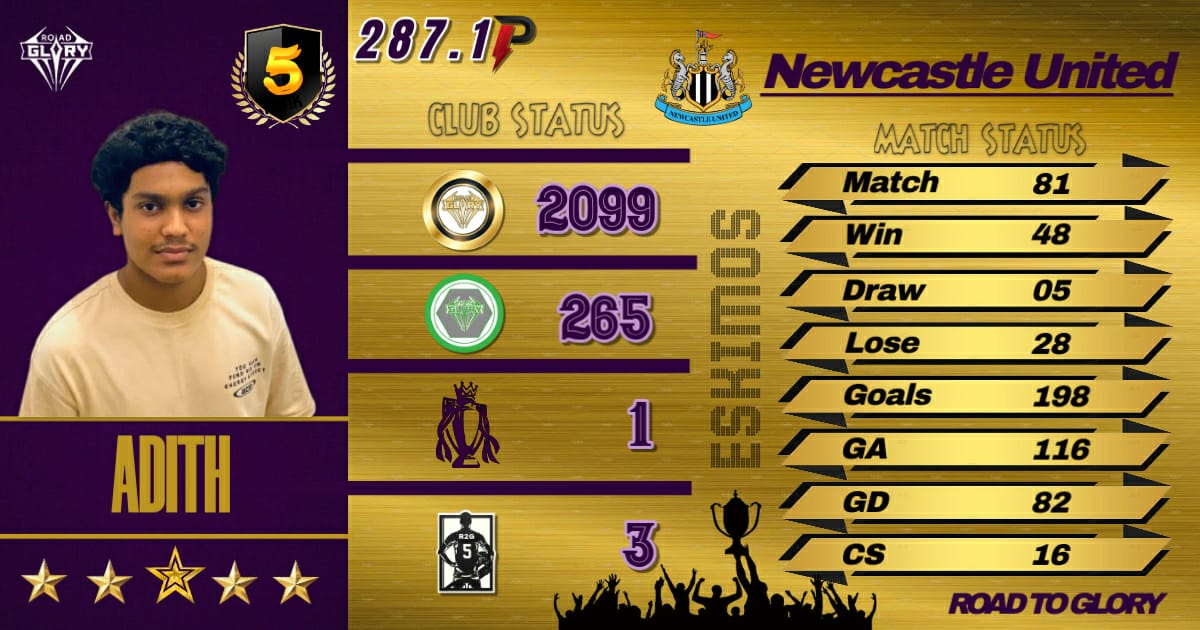 ROAD
GLORY
5
287.1P
NEWCASTLE UNITED
Newcastle United
CLUB STATUS
MATCH STATUS
GLORY
2099
GLORY
265
1
R2G
5
3
ESKIMOS
Match 81
Win 48
Draw 05
Lose 28
Goals 198
GA 116
GD 82
CS 16
ADITH
ROAD TO GLORY